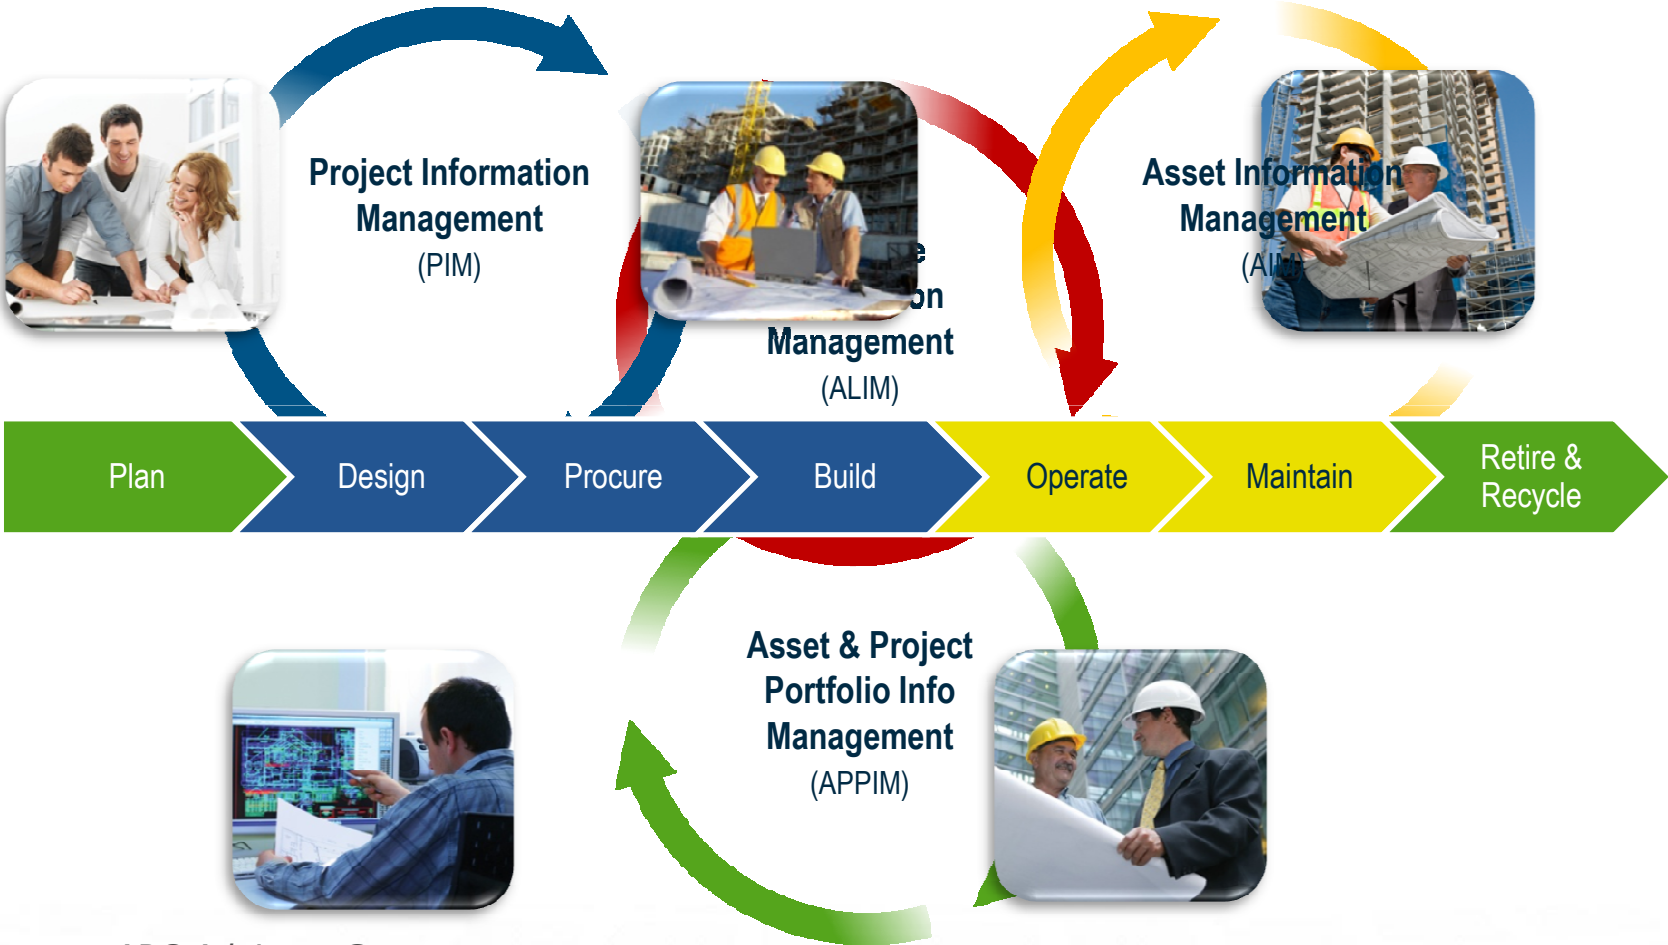 Project Information
Management
(PIM)
Management
(ALIM)
Asset Information
Management
(AIM)
Plan
Design
Procure
Build
Operate
Maintain
Retire &
Recycle
Asset & Project
Portfolio Info
Management
(APPIM)